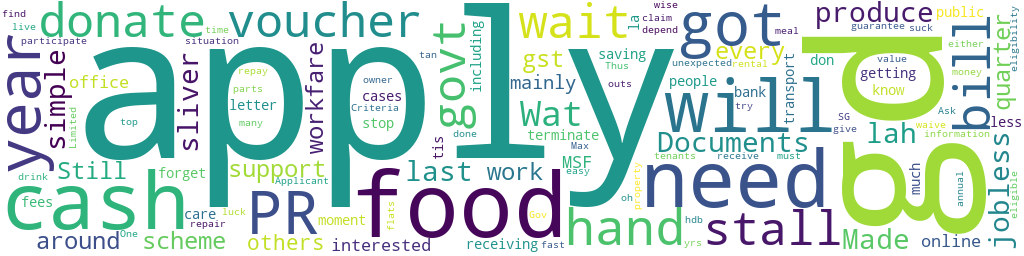 find
wise
live
donate
voucher
wait
got
produce
public
participate
time
la
claim
depend
meal
guarantee
suck
either
year
simple
situation
tan
including
saving
gst
every
don
value
eligibility
office
sliver
repay
owner
govt
Thus
unexpected
rental
transport
getting
money
bill
quarter
apply
parts
letter
cases
mainly
people
bank
know
workfare
Criteria
outs
will
try
SG
give
less
Limited
top
many
stop
done
Wat
Max
terminate
Documents
lah
Ask
waive
information
gd
tis
easy
MSF
tenants
receive
must
much
Still
support
last
work
drink
forget
Applicant
food
need
jobless
eligible
annual
cash
care
PR
moment
flats
Gov
oh
property
hdb
yrs
stall
Made
fees
luck
hand
One
repair
around
scheme
others
interested
receiving
fast
online